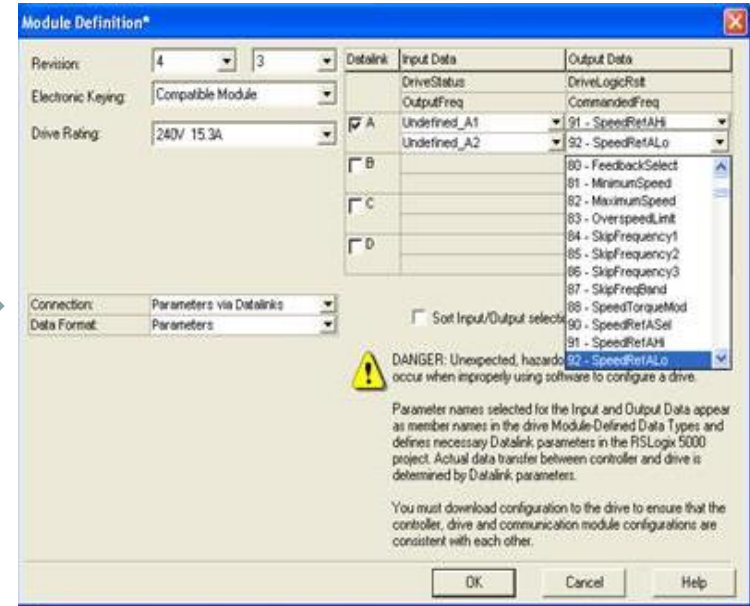 Module Definition*
Revision: 4 3
Electronic Keying: Compatible Module
Drive Rating: 240V 15.3A
Connection: Parameters via Datalinks
Data Format: Parameters
Datalink Input Data Output Data
DriveStatus DriveLogicRslt
OutputFreq CommandedFreq
A Undefined_A1 91 - SpeedRefAHi
Undefined_A2 92 - SpeedRefALo
B
C
D
80 - FeedbackSelect
81 - MinimumSpeed
82 - MaximumSpeed
83 - OverspeedLimit
84 - SkipFrequency1
85 - SkipFrequency2
86 - SkipFrequency3
87 - SkipFreqBand
88 - SpeedTorqueMod
90 - SpeedRefASel
91 - SpeedRefAHi
92 - SpeedRefALo
Sort Input/Output selecti
DANGER: Unexpected, hazardo
occur when improperly using software to configure a drive.
Parameter names selected for the Input and Output Data appear
as member names in the drive Module-Defined Data Types and
defines necessary Datalink parameters in the RSLogix 5000
project. Actual data transfer between controller and drive is
determined by Datalink parameters.
You must download configuration to the drive to ensure that the
controller, drive and communication module configurations are
consistent with each other.
OK Cancel Help